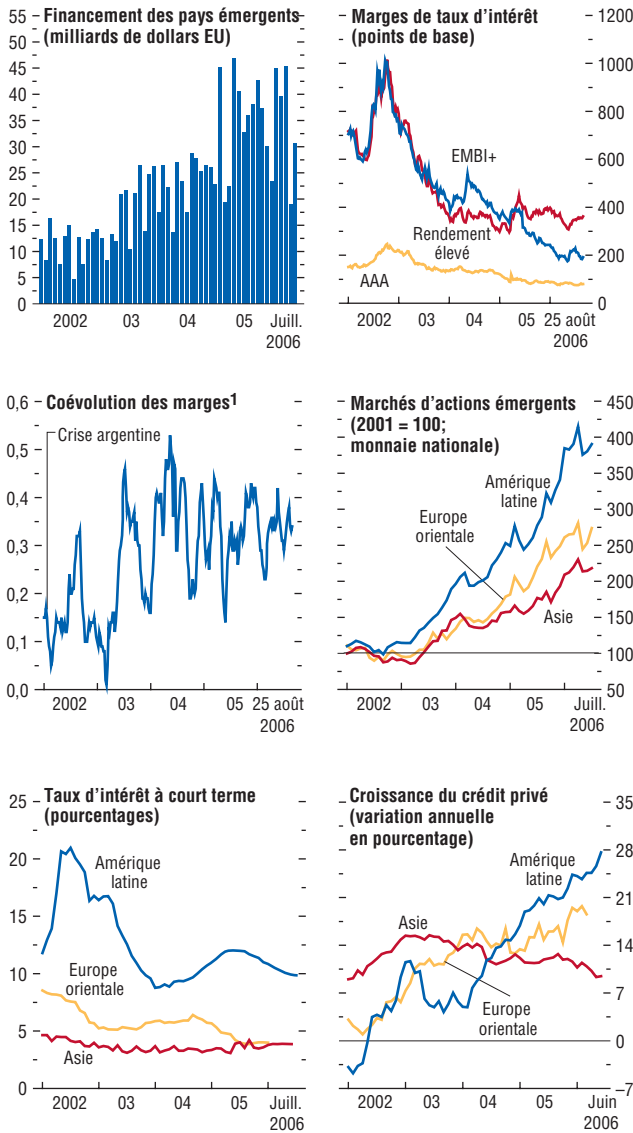 Financement des pays émergents
(milliards de dollars EU)
55
50
45
40
35
30
25
20
15
10
5
0
2002 03 04 05 Juill.
2006
Marges de taux d'intérêt
(points de base)
1200
1000
800
600
400
200
0
EMBI+
Rendement
élevé
AAA
2002 03 04 05 25 août
2006
Coévolution des marges1
0,6
0,5
0,4
0,3
0,2
0,1
0,0
Crise argentine
2002 03 04 05 25 août
2006
Marchés d'actions émergents
(2001 = 100;
monnaie nationale)
450
400
350
300
250
200
150
100
50
Amérique
latine
Europe
orientale
Asie
2002 03 04 05 Juill.
2006
Taux d'intérêt à court terme
(pourcentages)
25
20
15
10
5
0
Amérique
latine
Europe
orientale
Asie
2002 03 04 05 Juill.
2006
Croissance du crédit privé
(variation annuelle
en pourcentage)
35
28
21
14
7
0
–7
Amérique
latine
Asie
Europe
orientale
2002 03 04 05 Juin
2006